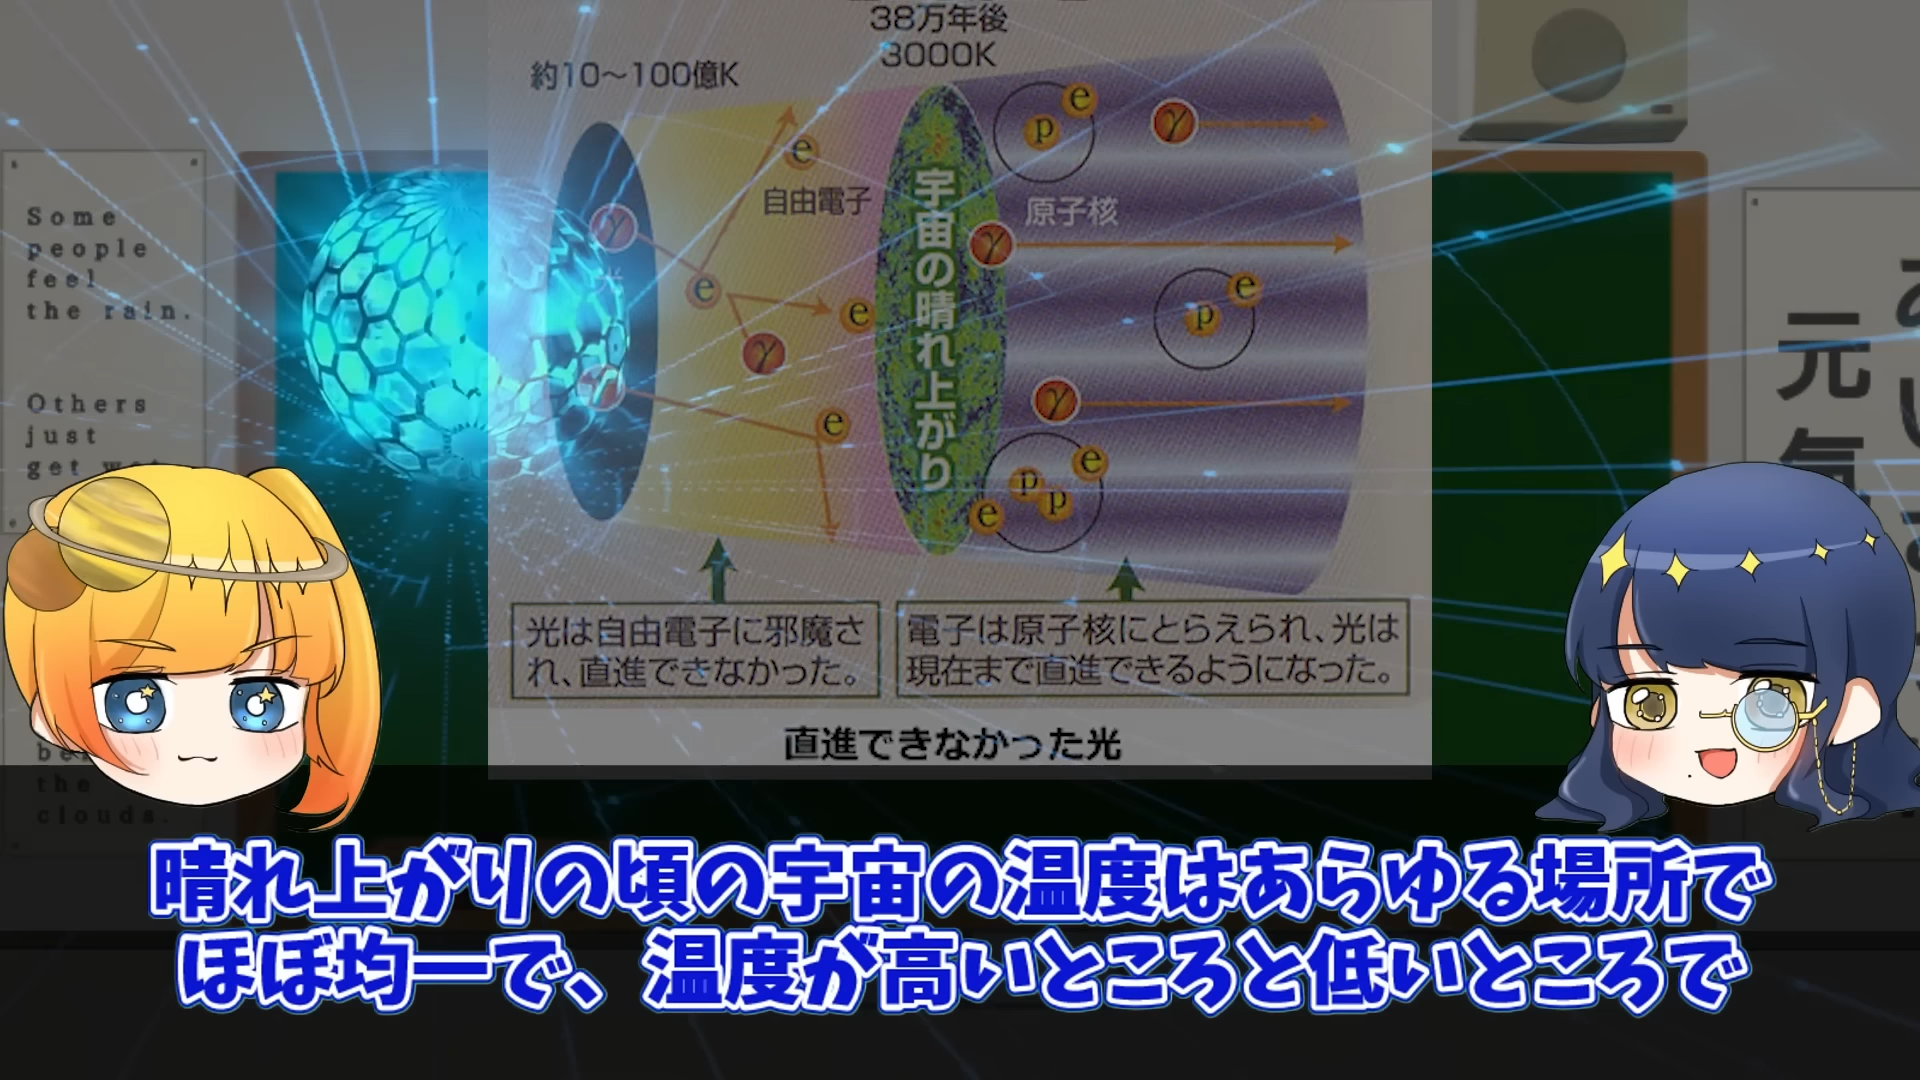 38万年後
3000K
約10〜100億K
e
p
γ
e
自由電子
γ
原子核
γ
e
e
e
p
γ
宇宙の晴れ上がり
γ
e
e
p
p
e
光は自由電子に邪魔さ
れ、直進できなかった。
電子は原子核にとらえられ、光は
現在まで直進できるようになった。
直進できなかった光
Some
people
feel
the rain.
Others
just
get wet
the
clouds.
元気
晴れ上がりの頃の宇宙の温度はあらゆる場所で
ほぼ均一で、温度が高いところと低いところで